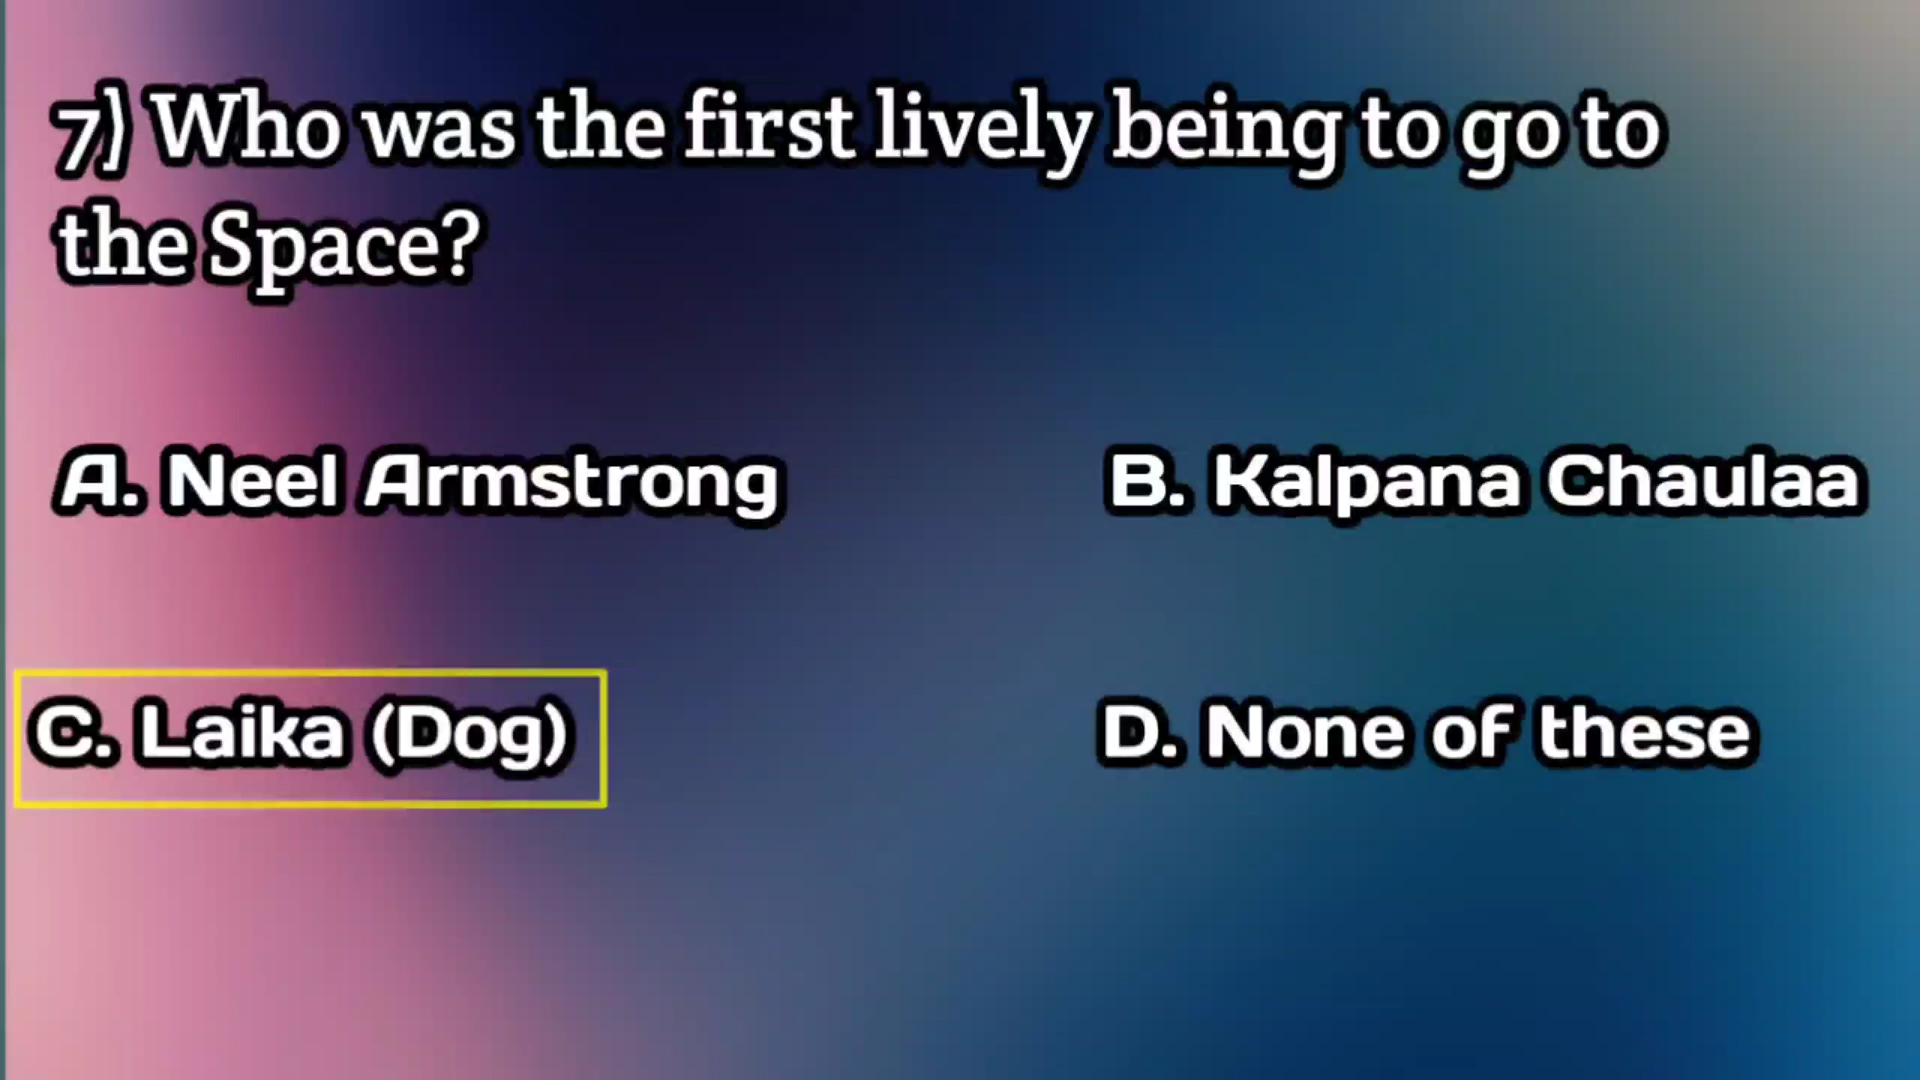 7) Who was the first lively being to go to
the Space?
A. Neel Armstrong
B. Kalpana Chaulaa
C. Laika (Dog)
D. None of these